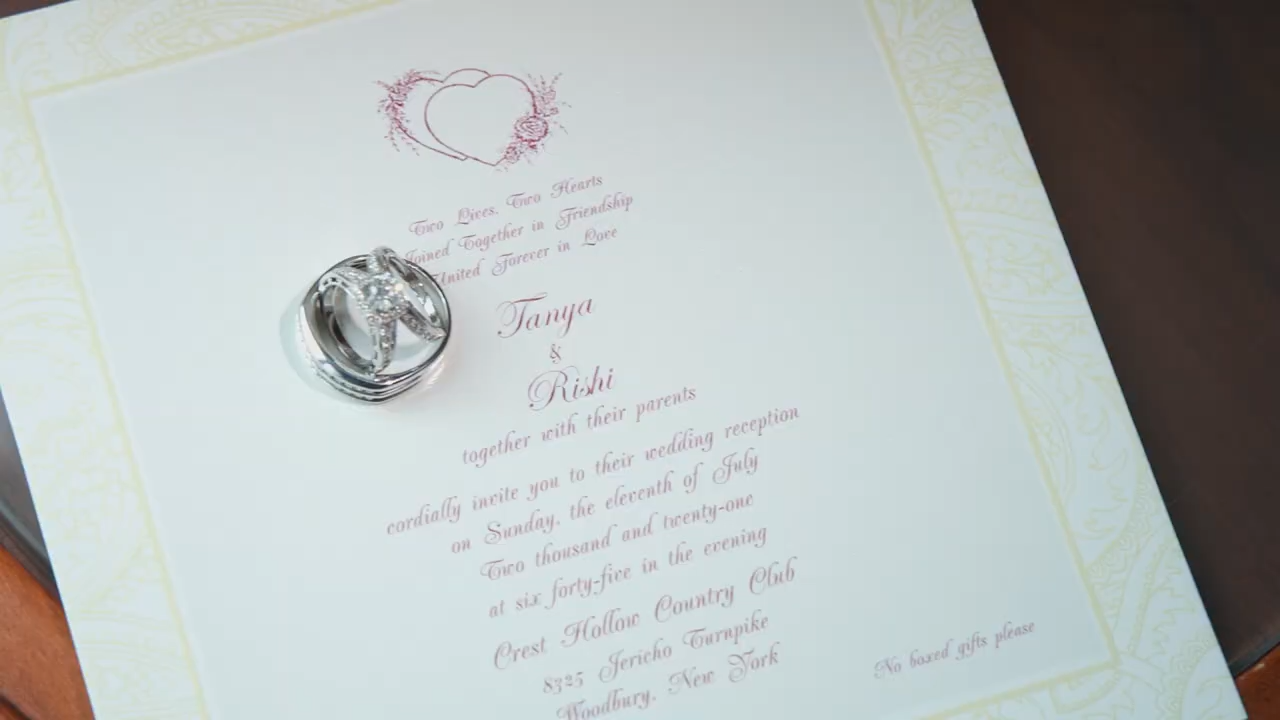 Two Lives, Two Hearts
Joined Together in Friendship
United Forever in Love
Tanya
&
Rishi
together with their parents
cordially invite you to their wedding reception
on Sunday, the eleventh of July
Two thousand and twenty-one
at six forty-five in the evening
Crest Hollow Country Club
8325 Jericho Turnpike
Woodbury, New York
No boxed gifts please